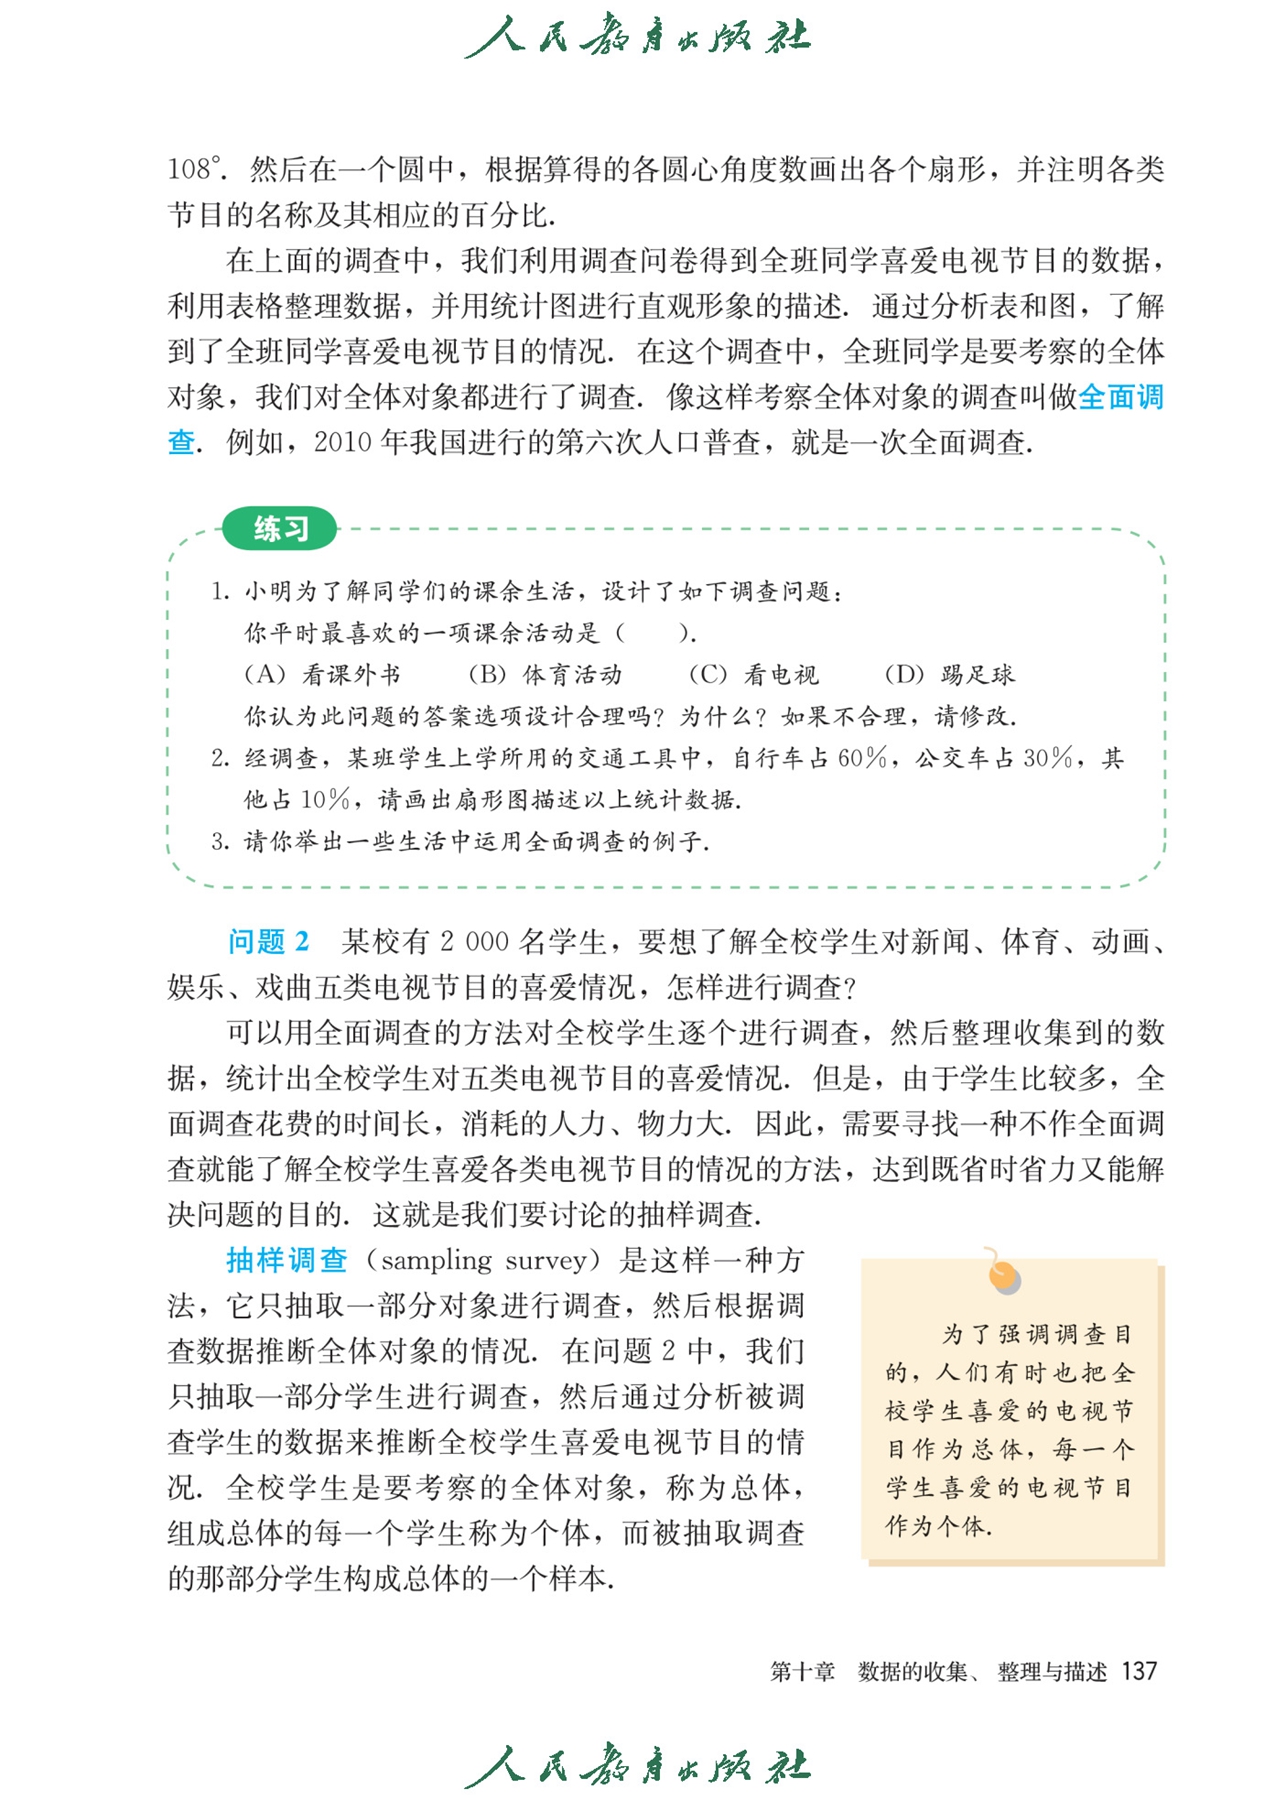 人民教育出版社
108°．然后在一个圆中，根据算得的各圆心角度数画出各个扇形，并注明各类
节目的名称及其相应的百分比．
在上面的调查中，我们利用调查问卷得到全班同学喜爱电视节目的数据，
利用表格整理数据，并用统计图进行直观形象的描述．通过分析表和图，了解
到了全班同学喜爱电视节目的情况．在这个调查中，全班同学是要考察的全体
对象，我们对全体对象都进行了调查．像这样考察全体对象的调查叫做全面调
查．例如，2010 年我国进行的第六次人口普查，就是一次全面调查．
练习
1. 小明为了解同学们的课余生活，设计了如下调查问题：
你平时最喜欢的一项课余活动是（　　）．
（A）看课外书　　（B）体育活动　　（C）看电视　　（D）踢足球
你认为此问题的答案选项设计合理吗？为什么？如果不合理，请修改．
2. 经调查，某班学生上学所用的交通工具中，自行车占 60％，公交车占 30％，其
他占 10％，请画出扇形图描述以上统计数据．
3. 请你举出一些生活中运用全面调查的例子．
问题 2　某校有 2 000 名学生，要想了解全校学生对新闻、体育、动画、
娱乐、戏曲五类电视节目的喜爱情况，怎样进行调查？
可以用全面调查的方法对全校学生逐个进行调查，然后整理收集到的数
据，统计出全校学生对五类电视节目的喜爱情况．但是，由于学生比较多，全
面调查花费的时间长，消耗的人力、物力大．因此，需要寻找一种不作全面调
查就能了解全校学生喜爱各类电视节目的情况的方法，达到既省时省力又能解
决问题的目的．这就是我们要讨论的抽样调查．
抽样调查（sampling survey）是这样一种方
法，它只抽取一部分对象进行调查，然后根据调
查数据推断全体对象的情况．在问题 2 中，我们
只抽取一部分学生进行调查，然后通过分析被调
查学生的数据来推断全校学生喜爱电视节目的情
况．全校学生是要考察的全体对象，称为总体，
组成总体的每一个学生称为个体，而被抽取调查
的那部分学生构成总体的一个样本．
为了强调调查目
的，人们有时也把全
校学生喜爱的电视节
目作为总体，每一个
学生喜爱的电视节目
作为个体．
第十章　数据的收集、整理与描述 137
人民教育出版社